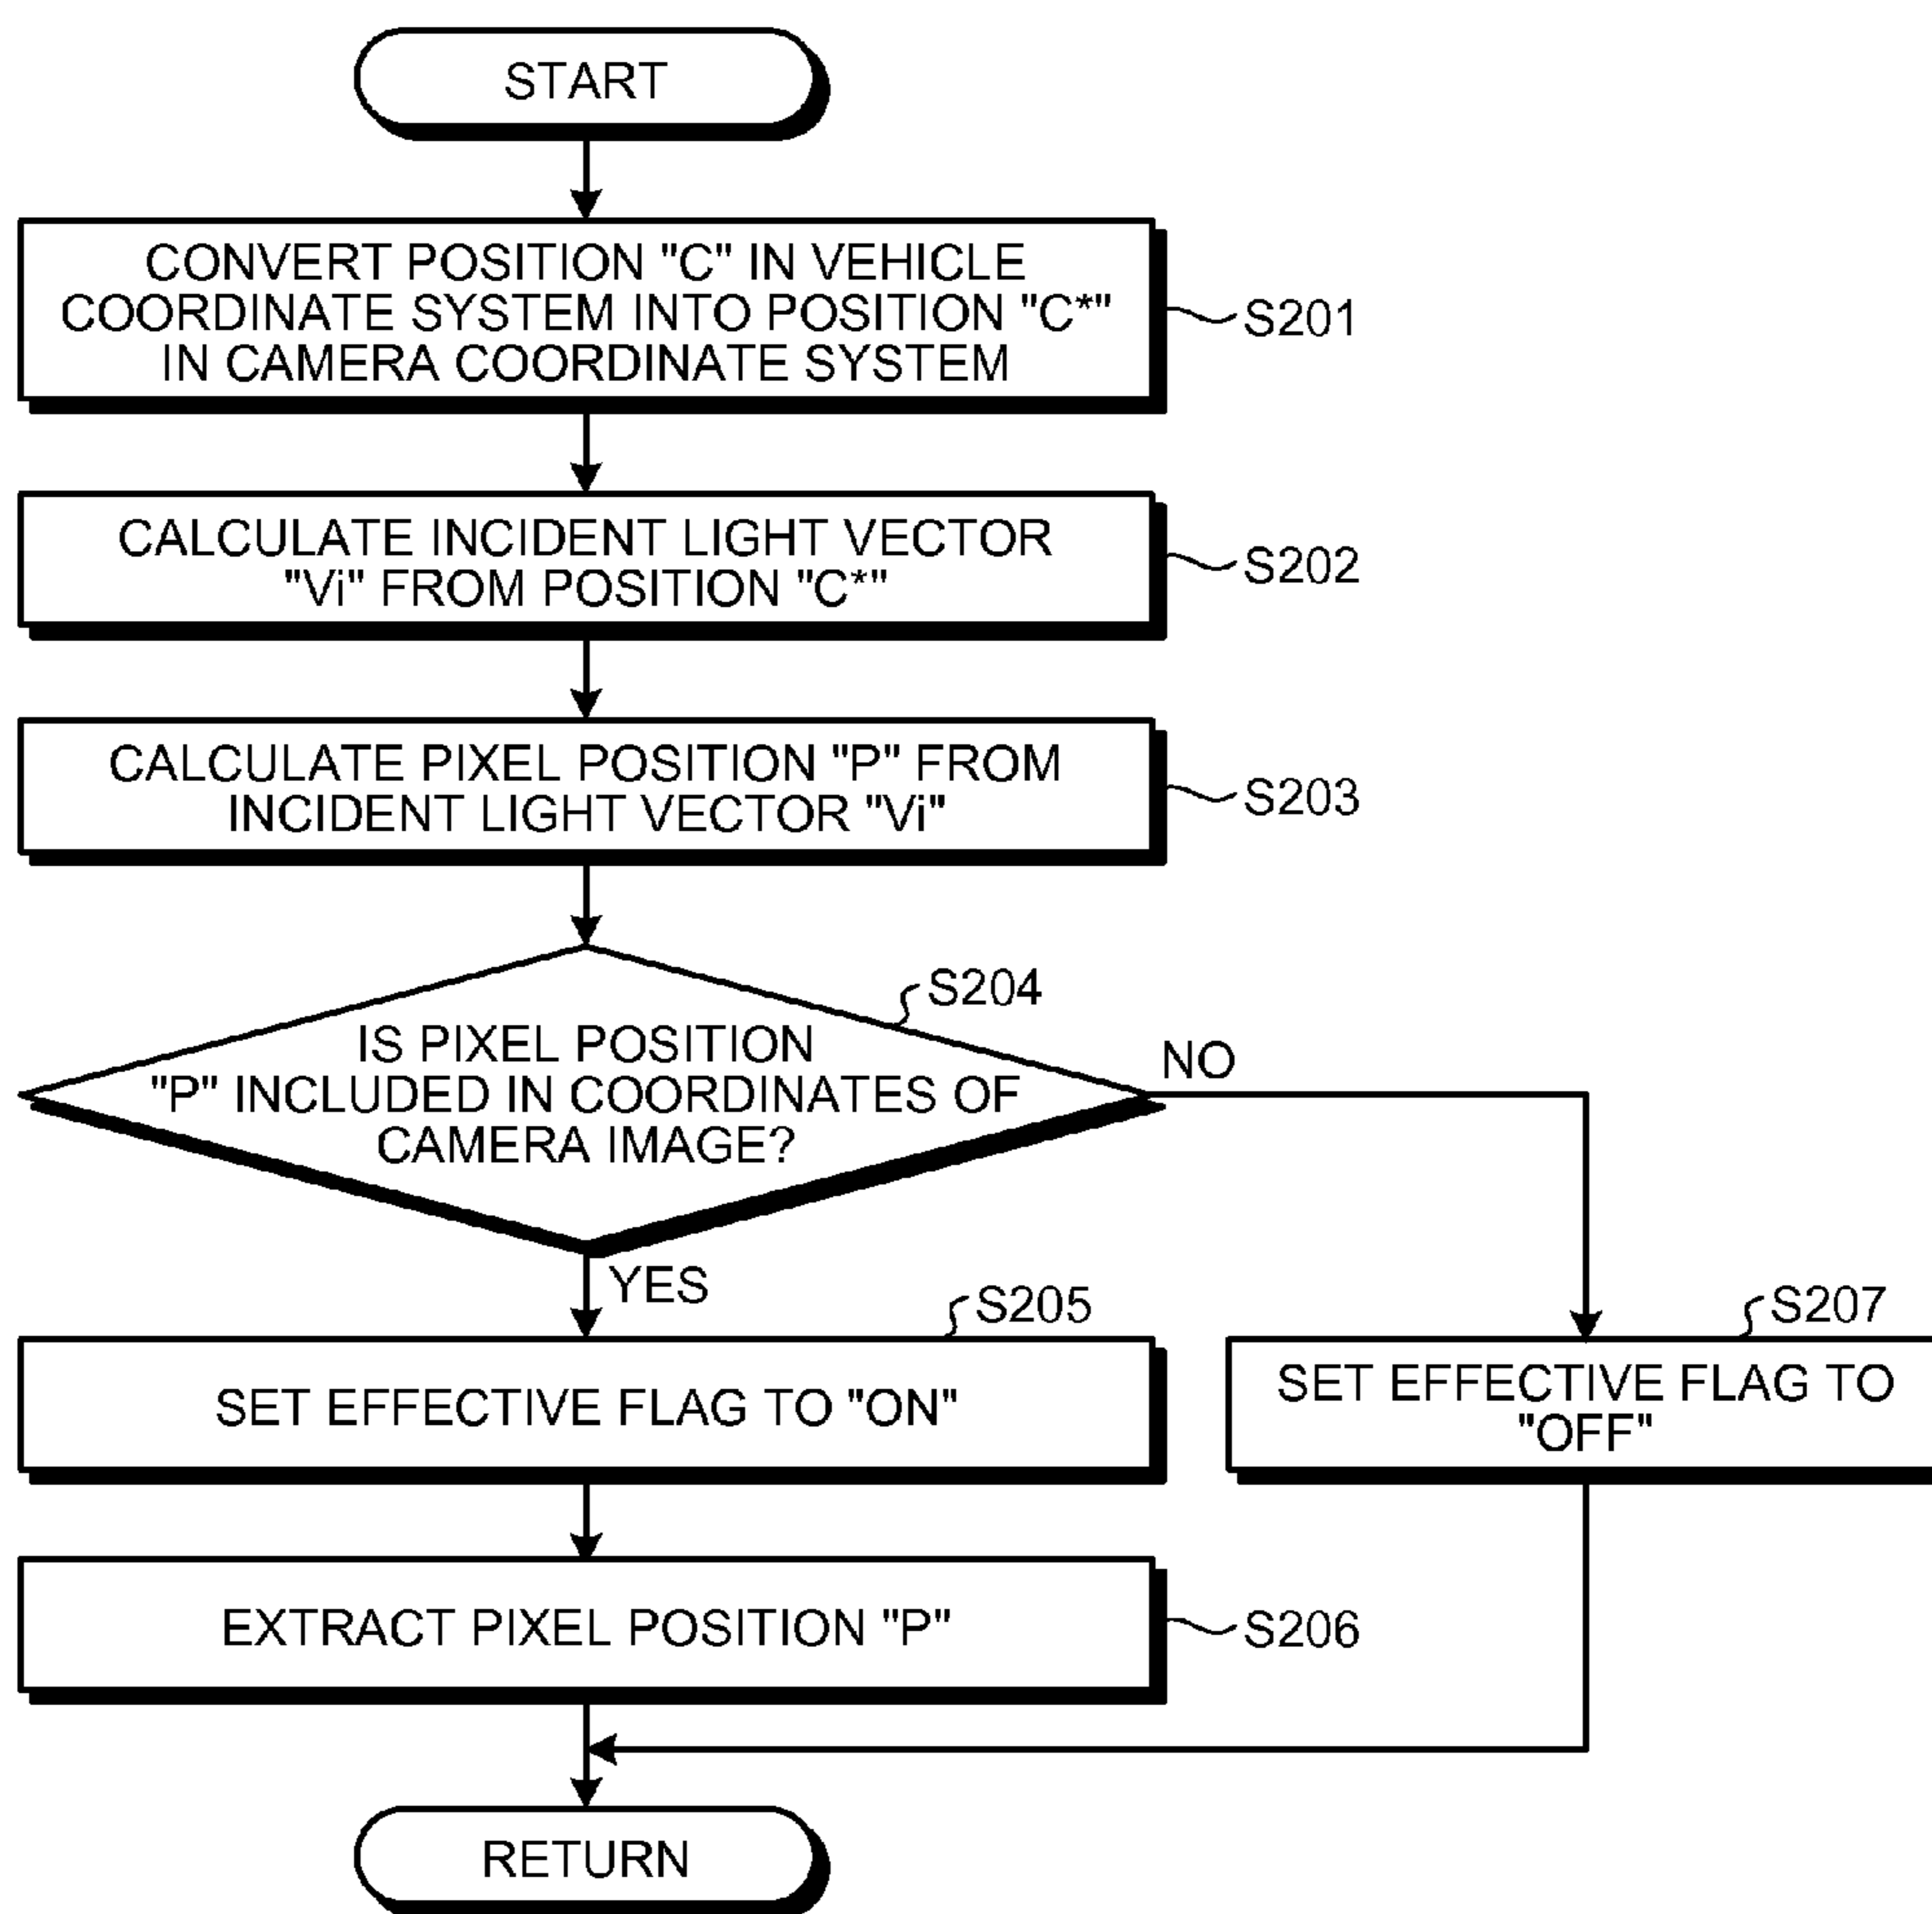 START
CONVERT POSITION "C" IN VEHICLE
COORDINATE SYSTEM INTO POSITION "C*"
IN CAMERA COORDINATE SYSTEM
S201
CALCULATE INCIDENT LIGHT VECTOR
"Vi" FROM POSITION "C*"
S202
CALCULATE PIXEL POSITION "P" FROM
INCIDENT LIGHT VECTOR "Vi"
S203
S204
IS PIXEL POSITION
"P" INCLUDED IN COORDINATES OF
CAMERA IMAGE?
NO
YES
S205
SET EFFECTIVE FLAG TO "ON"
S207
SET EFFECTIVE FLAG TO
"OFF"
EXTRACT PIXEL POSITION "P"
S206
RETURN